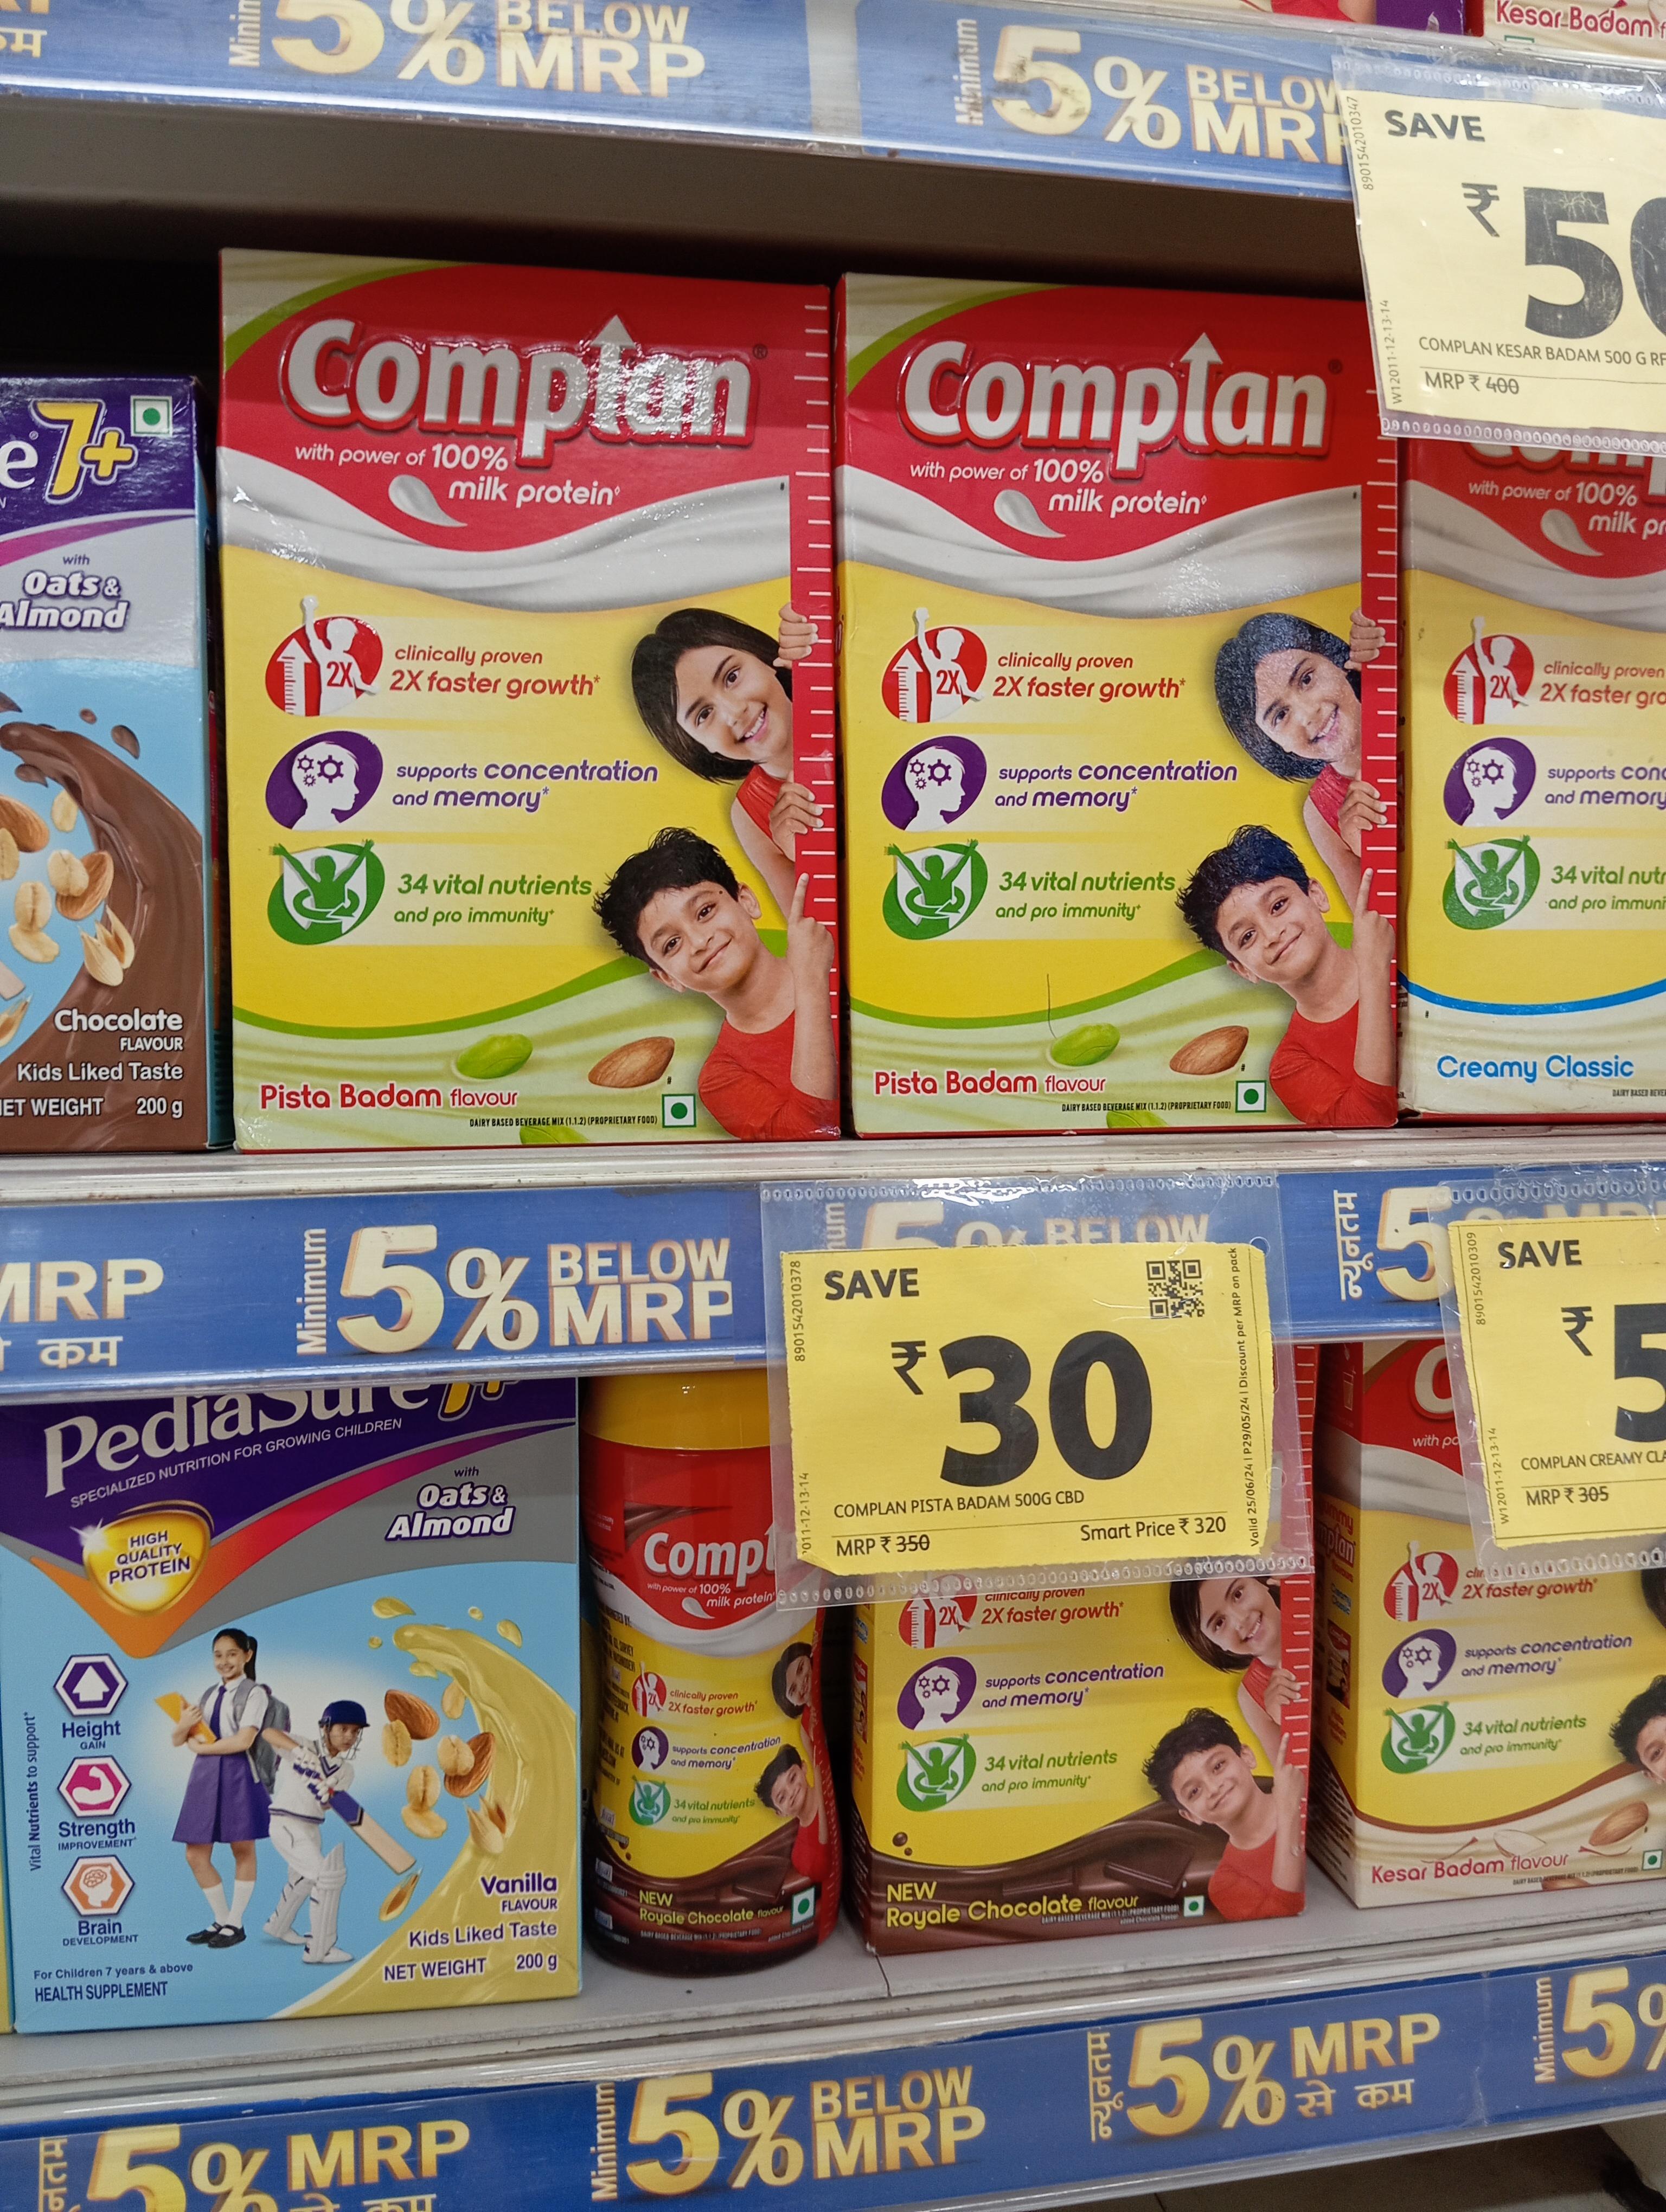 Minimum 5% BELOW MRP
Minimum 5% BELOW
Kesar Badam
8901542010347
SAVE
₹
COMPLAN KESAR BADAM 500 G
MRP ₹ 400
W12011-12-13-14
7+
with
Oats &
Almond
Chocolate
FLAVOUR
Kids Liked Taste
NET WEIGHT 200 g
Complan®
with power of 100%
milk protein◊
2X
clinically proven
2X faster growth*
supports concentration
and memory*
34 vital nutrients
and pro immunity+
Pista Badam flavour
DAIRY BASED BEVERAGE MIX (1.1.2) (PROPRIETARY FOOD)
Complan®
with power of 100%
milk protein◊
2X
clinically proven
2X faster growth*
supports concentration
and memory*
34 vital nutrients
and pro immunity+
Pista Badam flavour
DAIRY BASED BEVERAGE MIX (1.1.2) (PROPRIETARY FOOD)
with power of 100%
milk
2X
clinically proven
2X faster
supports
and memory
34 vital
and pro
Creamy Classic
DAIRY BASED
MRP
कम
Minimum 5% BELOW MRP
5% BELOW
न्यूनतम 5
8901542010378
SAVE
₹30
COMPLAN PISTA BADAM 500G CBD
MRP ₹ 350 Smart Price ₹ 320
Valid 25/06/24 | P29/05/24 | Discount per MRP on pack
8901542010309
SAVE
₹
COMPLAN CREAMY
MRP ₹ 305
W12011-12-13-14
PediaSure 7+
SPECIALIZED NUTRITION FOR GROWING CHILDREN
with
Oats &
Almond
HIGH
QUALITY
PROTEIN
Vital Nutrients to support*
Height
GAIN
Strength
IMPROVEMENT*
Brain
DEVELOPMENT
For Children 7 years & above
HEALTH SUPPLEMENT
Vanilla
FLAVOUR
Kids Liked Taste
NET WEIGHT 200 g
with power of 100%
milk protein
clinically proven
2X faster growth*
supports concentration
and memory*
34 vital nutrients
and pro immunity+
NEW
Royale Chocolate flavour
clinically proven
2X
2X faster growth*
supports concentration
and memory*
34 vital nutrients
and pro immunity+
NEW
Royale Chocolate flavour
with
2X
2X faster growth*
supports concentration
and memory*
34 vital nutrients
and pro immunity+
Kesar Badam flavour
5% MRP
Minimum 5% BELOW MRP
न्यूनतम 5% MRP से कम
Minimum 5%